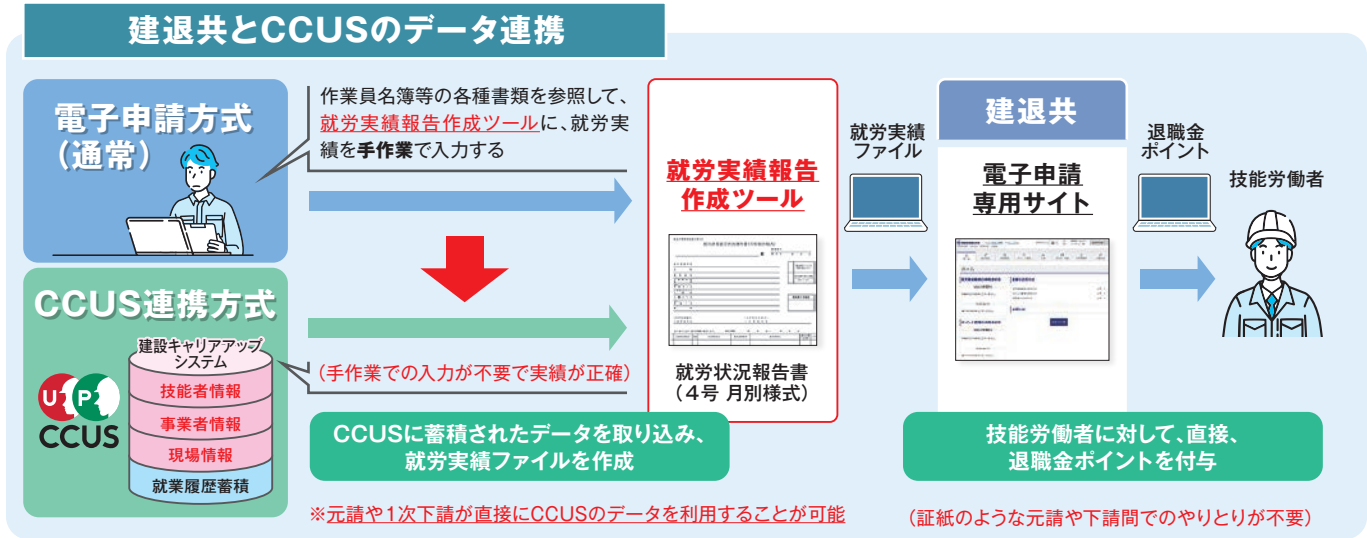 建退共とCCUSのデータ連携
電子申請方式
（通常）
作業員名簿等の各種書類を参照して、
就労実績報告作成ツールに、就労実
績を手作業で入力する
CCUS連携方式
建設キャリアアップ
システム
技能者情報
事業者情報
現場情報
就業履歴蓄積
CCUS
（手作業での入力が不要で実績が正確）
就労実績報告
作成ツール
就労状況報告書
（4号 月別様式）
CCUSに蓄積されたデータを取り込み、
就労実績ファイルを作成
※元請や1次下請が直接にCCUSのデータを利用することが可能
就労実績
ファイル
建退共
電子申請
専用サイト
退職金
ポイント
技能労働者
技能労働者に対して、直接、
退職金ポイントを付与
（証紙のような元請や下請間でのやりとりが不要）